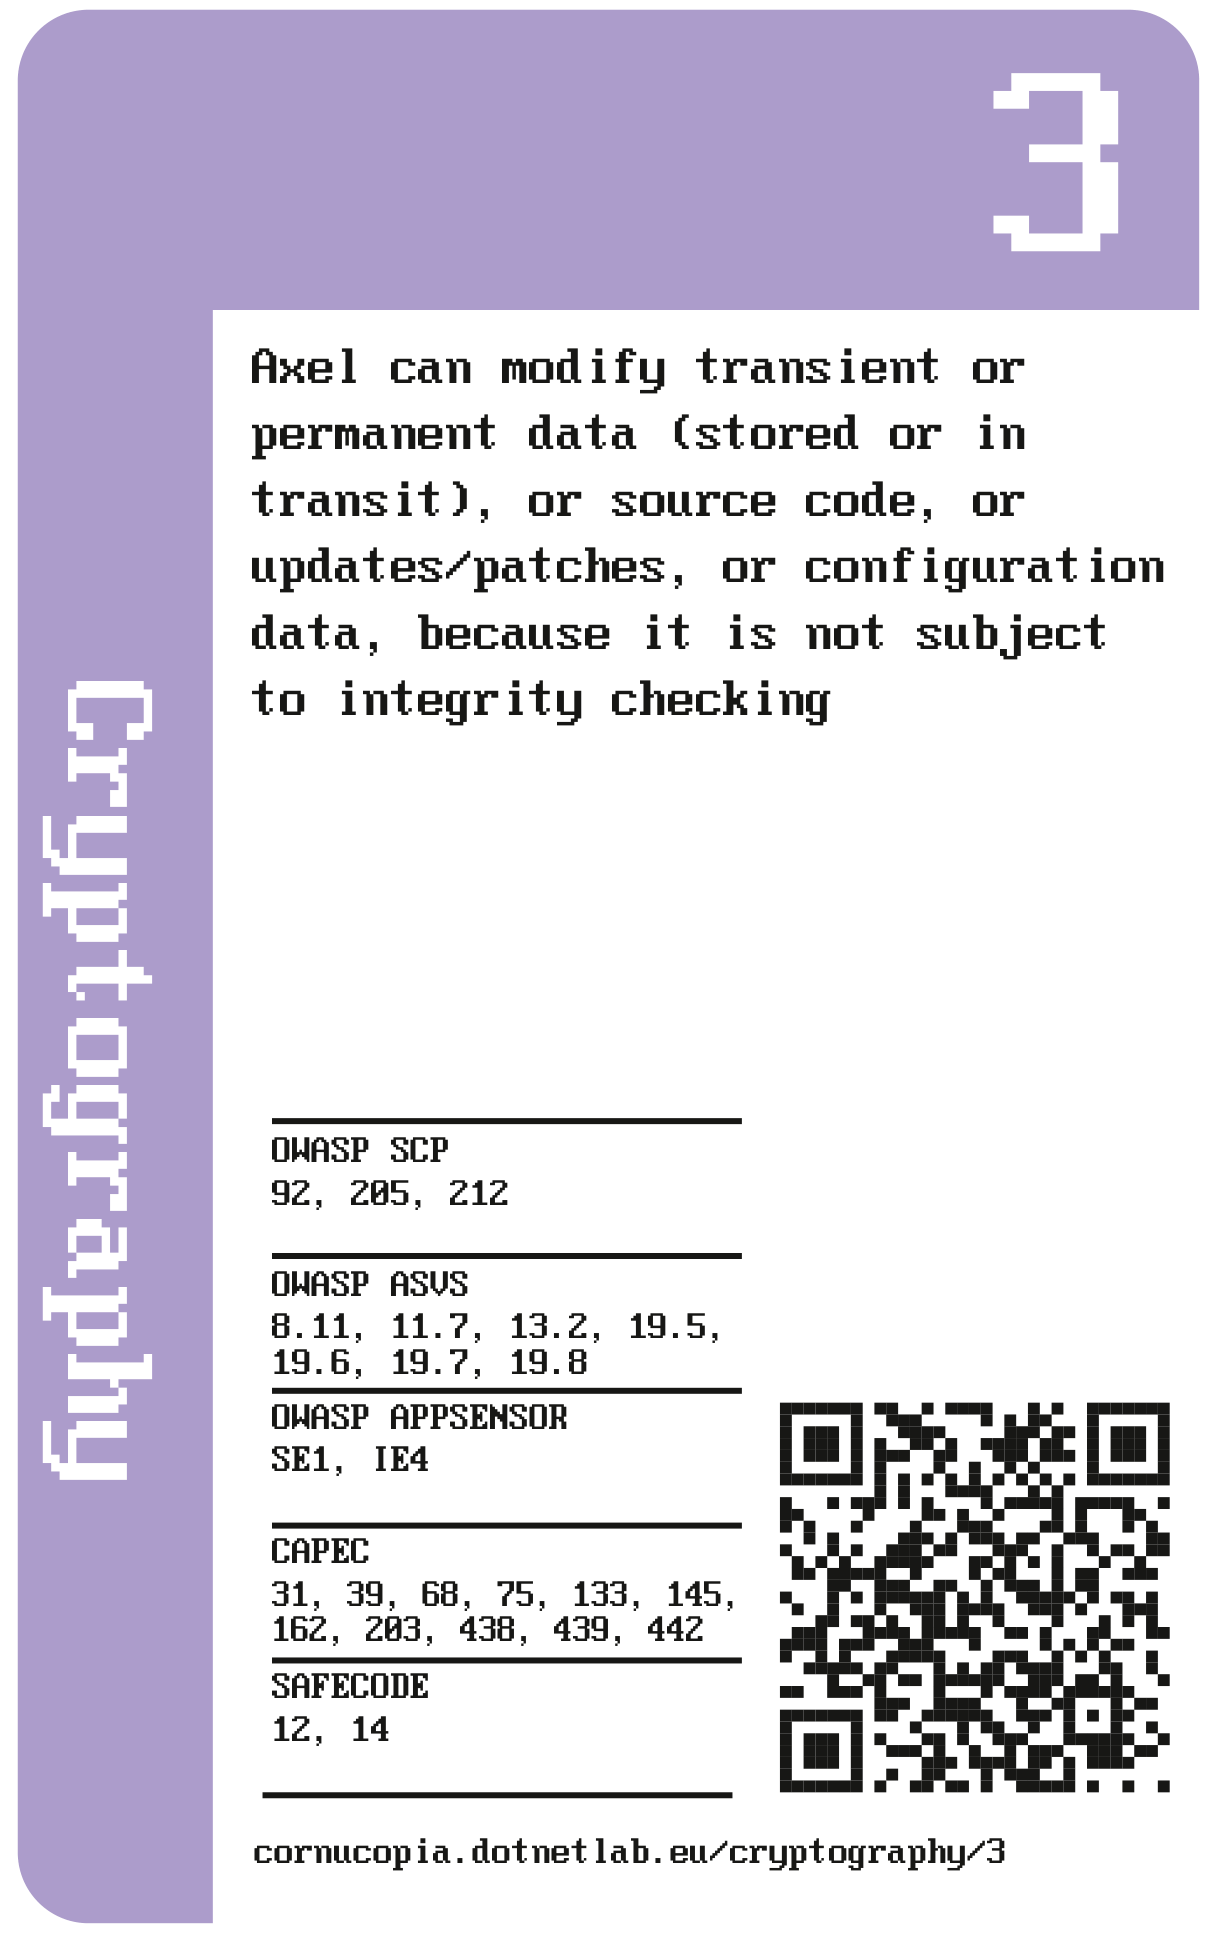 3
Cryptography
Axel can modify transient or
permanent data (stored or in
transit), or source code, or
updates/patches, or configuration
data, because it is not subject
to integrity checking
OWASP SCP
92, 205, 212
OWASP ASVS
8.11, 11.7, 13.2, 19.5,
19.6, 19.7, 19.8
OWASP APPSENSOR
SE1, IE4
CAPEC
31, 39, 68, 75, 133, 145,
162, 203, 438, 439, 442
SAFECODE
12, 14
cornucopia.dotnetlab.eu/cryptography/3